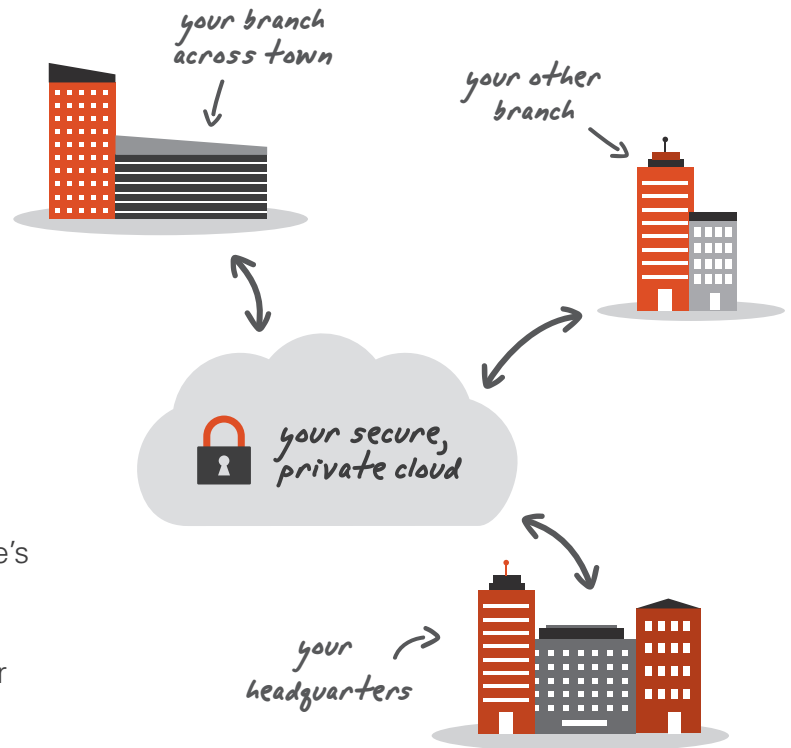 your branch
across town
your other
branch
your secure,
private cloud
e's
r
your
headquarters